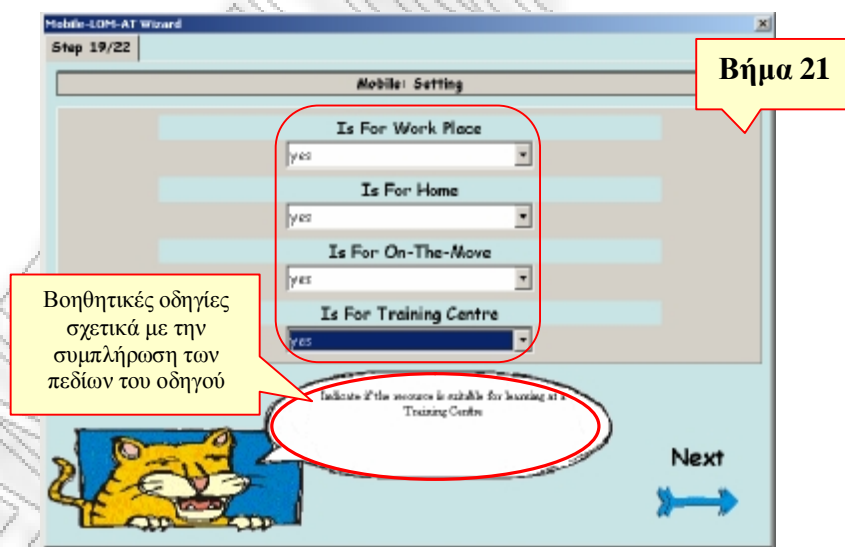 Mobile-LOM-AT Wizard
Step 19/22
Βήμα 21
Mobile: Setting
Is For Work Place
yes
Is For Home
yes
Is For On-The-Move
yes
Is For Training Centre
yes
Βοηθητικές οδηγίες
σχετικά με την
συμπλήρωση των
πεδίων του οδηγού
Indicate if the resource is suitable for learning at a
Training Centre
Next